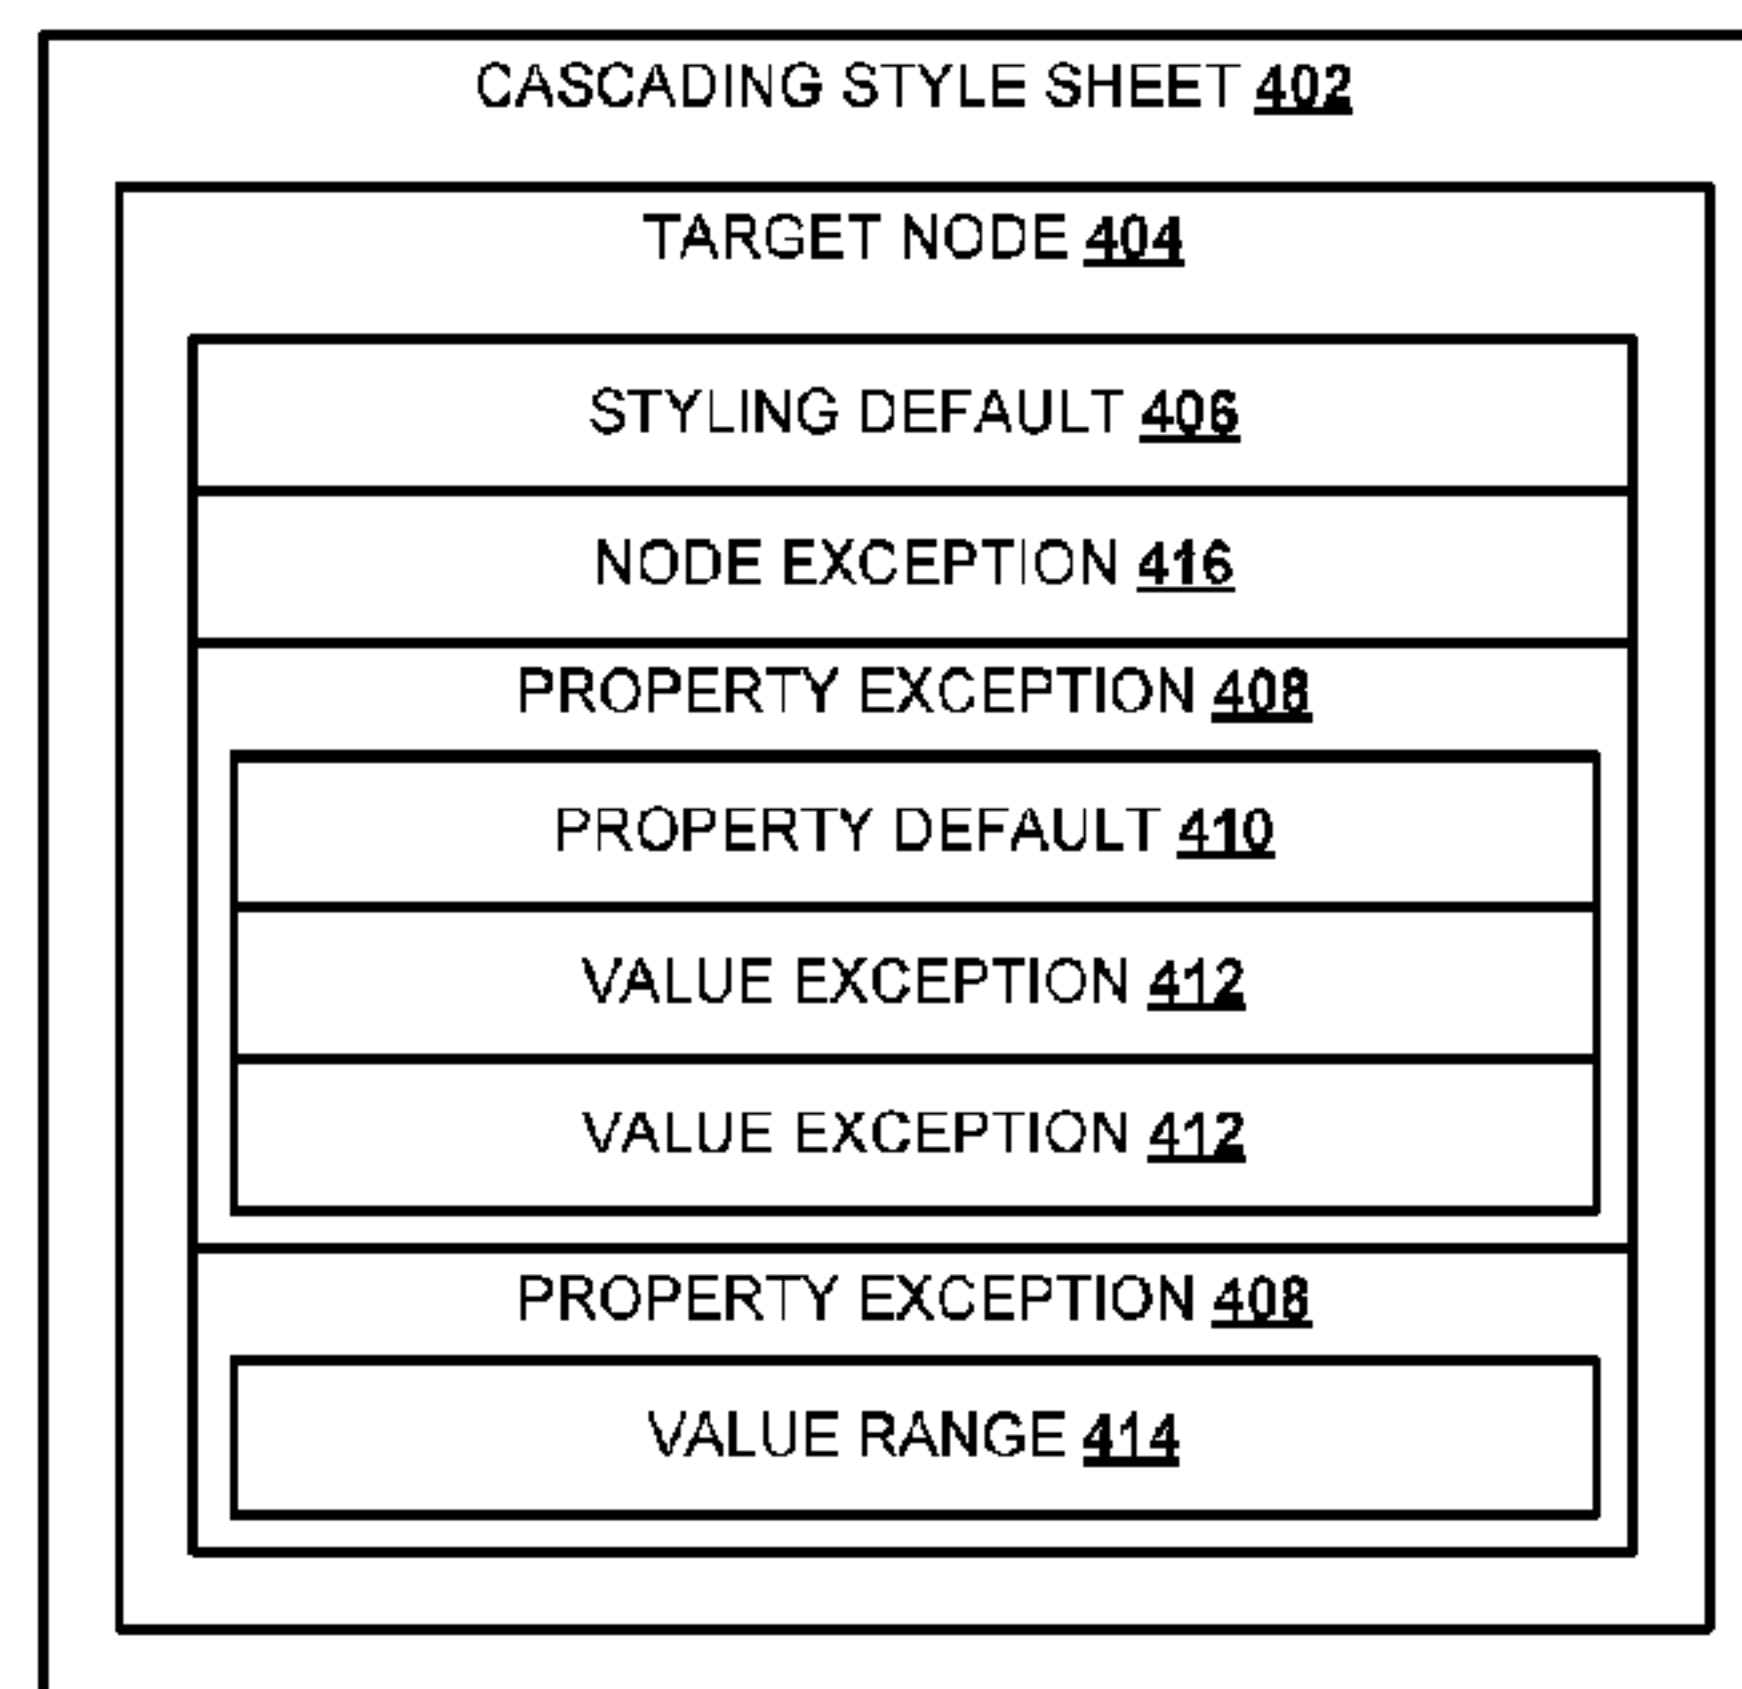 CASCADING STYLE SHEET 402
TARGET NODE 404
STYLING DEFAULT 406
NODE EXCEPTION 416
PROPERTY EXCEPTION 408
PROPERTY DEFAULT 410
VALUE EXCEPTION 412
VALUE EXCEPTION 412
PROPERTY EXCEPTION 408
VALUE RANGE 414